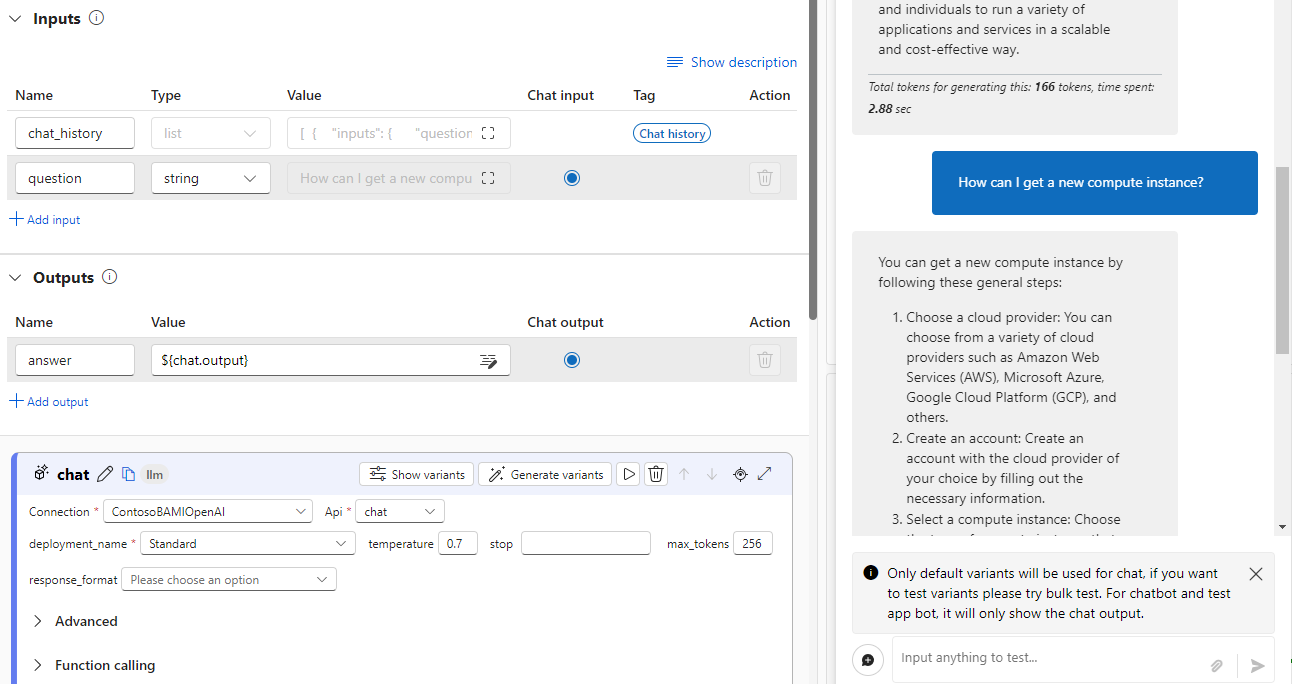 Inputs
Show description
Name Type Value Chat input Tag Action
chat_history list [ { "inputs": { "question Chat history
question string How can I get a new compu
Add input
Outputs
Name Value Chat output Action
answer ${chat.output}
Add output
chat llm Show variants Generate variants
Connection * ContosoBAMIOpenAI Api * chat
deployment_name * Standard temperature 0.7 stop max_tokens 256
response_format Please choose an option
Advanced
Function calling
and individuals to run a variety of
applications and services in a scalable
and cost-effective way.
Total tokens for generating this: 166 tokens, time spent:
2.88 sec
How can I get a new compute instance?
You can get a new compute instance by
following these general steps:
1. Choose a cloud provider: You can
choose from a variety of cloud
providers such as Amazon Web
Services (AWS), Microsoft Azure,
Google Cloud Platform (GCP), and
others.
2. Create an account: Create an
account with the cloud provider of
your choice by filling out the
necessary information.
3. Select a compute instance: Choose
Only default variants will be used for chat, if you want
to test variants please try bulk test. For chatbot and test
app bot, it will only show the chat output.
Input anything to test...